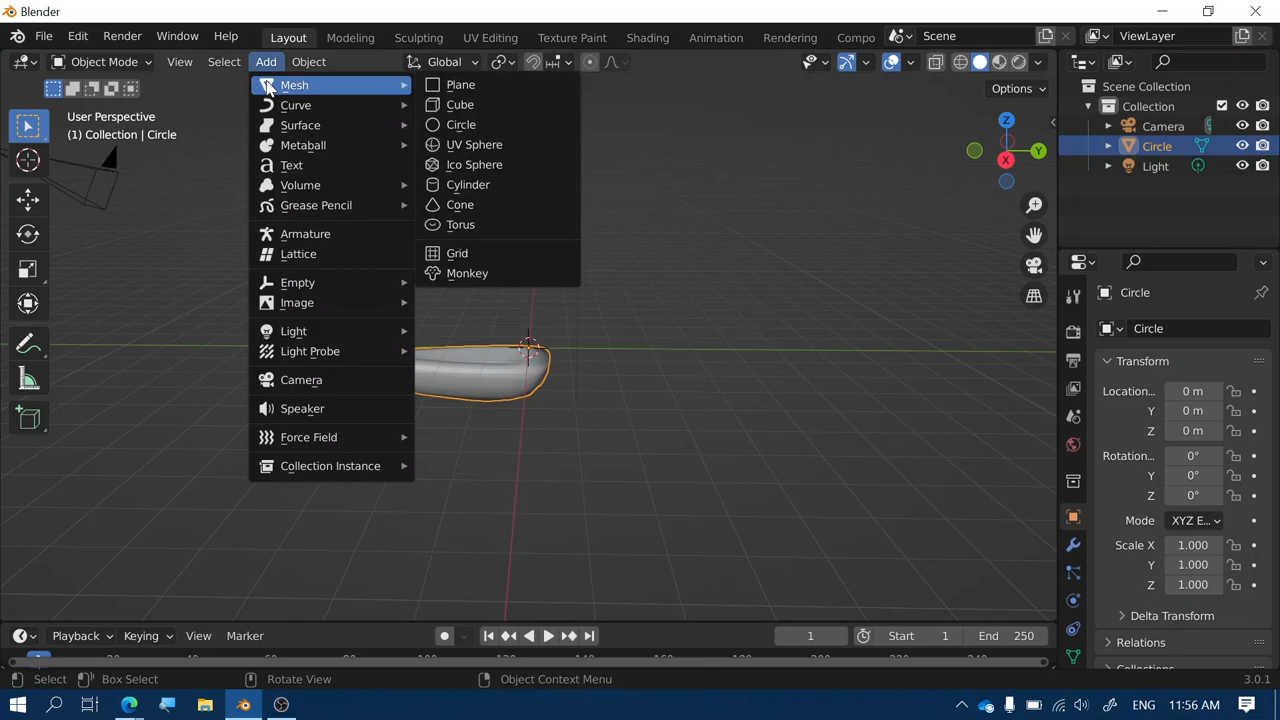 Blender
File Edit Render Window Help Layout Modeling Sculpting UV Editing Texture Paint Shading Animation Rendering Compo Scene ViewLayer
Object Mode View Select Add Object Global
Options
User Perspective
(1) Collection | Circle
Mesh
Curve
Surface
Metaball
Text
Volume
Grease Pencil
Armature
Lattice
Empty
Image
Light
Light Probe
Camera
Speaker
Force Field
Collection Instance
Plane
Cube
Circle
UV Sphere
Ico Sphere
Cylinder
Cone
Torus
Grid
Monkey
Z
Y
X
Scene Collection
Collection
Camera
Circle
Light
Circle
Circle
Transform
Location... 0 m
Y 0 m
Z 0 m
Rotation... 0°
Y 0°
Z 0°
Mode XYZ E...
Scale X 1.000
Y 1.000
Z 1.000
Delta Transform
Relations
Playback Keying View Marker 1 Start 1 End 250
Select Box Select Rotate View Object Context Menu 3.0.1
ENG 11:56 AM